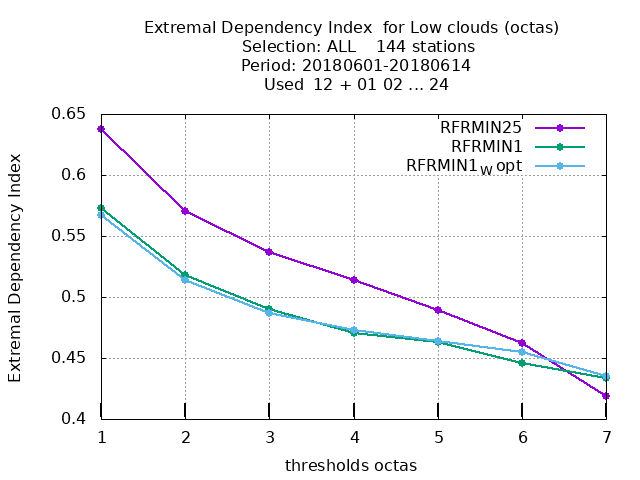 Extremal Dependency Index  for Low clouds (octas)
Selection: ALL    144 stations
Period: 20180601-20180614
Used  12 + 01 02 ... 24
RFRMIN25
RFRMIN1
RFRMIN1W opt
Extremal Dependency Index
0.65
0.6
0.55
0.5
0.45
0.4
1 2 3 4 5 6 7
thresholds octas